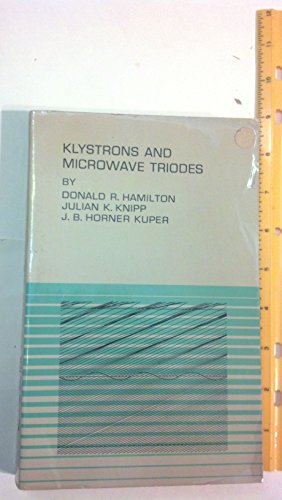 KLYSTRONS AND
MICROWAVE TRIODES
BY
DONALD R. HAMILTON
JULIAN K. KNIPP
J. B. HORNER KUPER